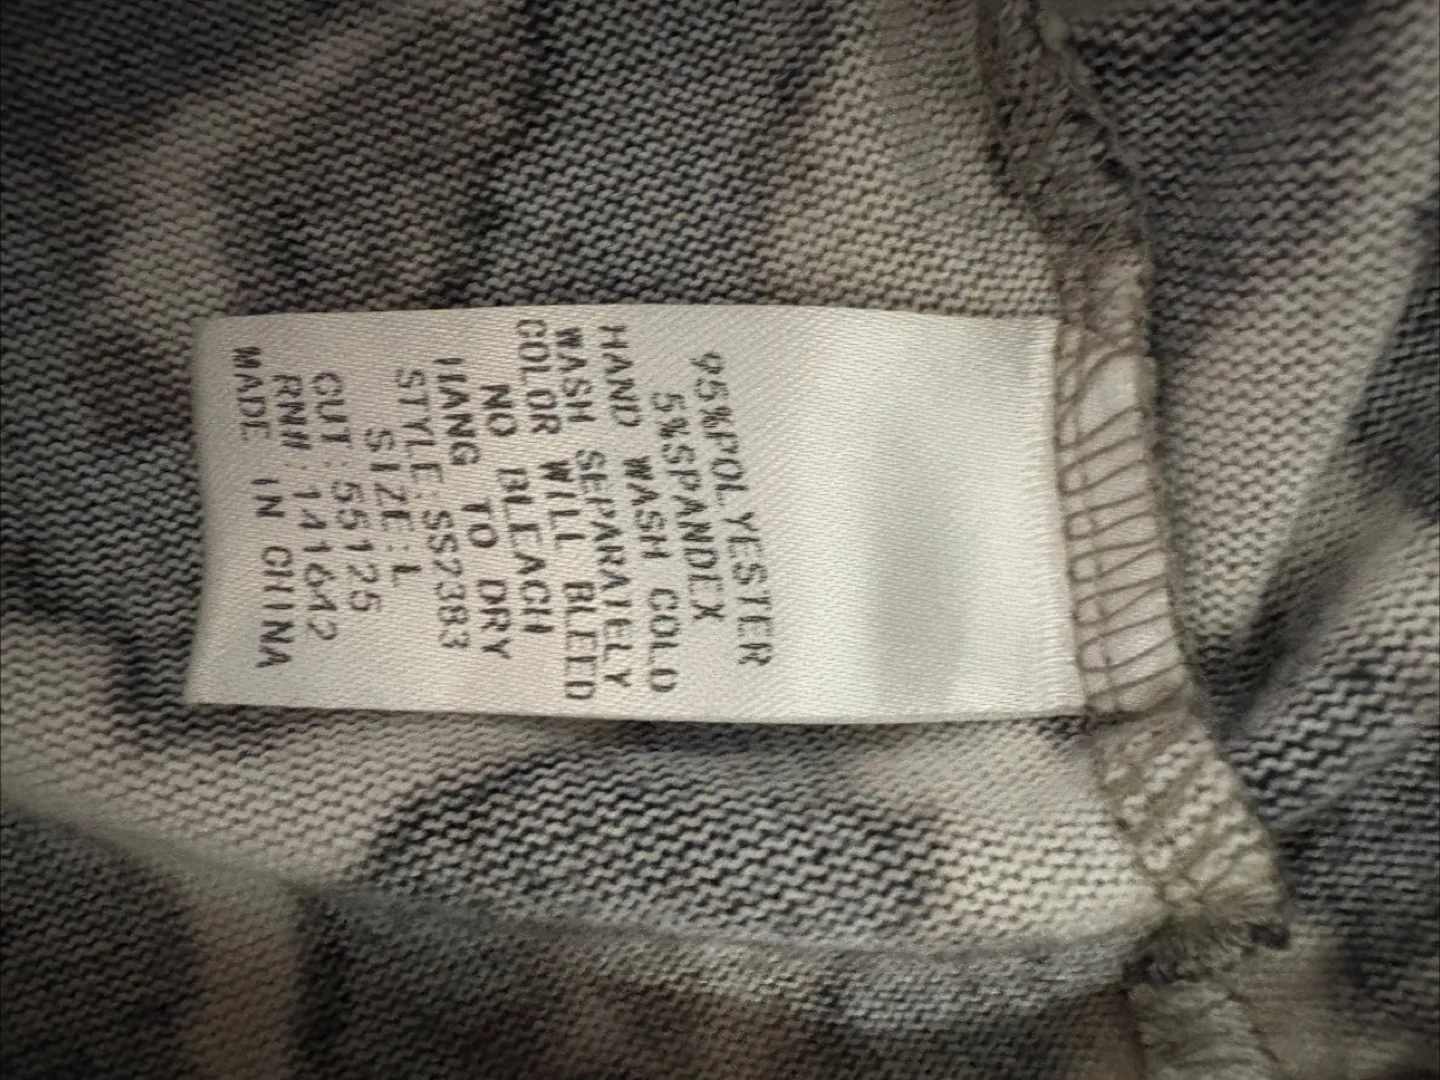 95%POLYESTER
5%SPANDEX
HAND WASH COLD
WASH SEPARATELY
COLOR WILL BLEED
NO BLEACH
HANG TO DRY
STYLE:SS2383
SIZE:L
CUT:55125
RN#:141642
MADE IN CHINA